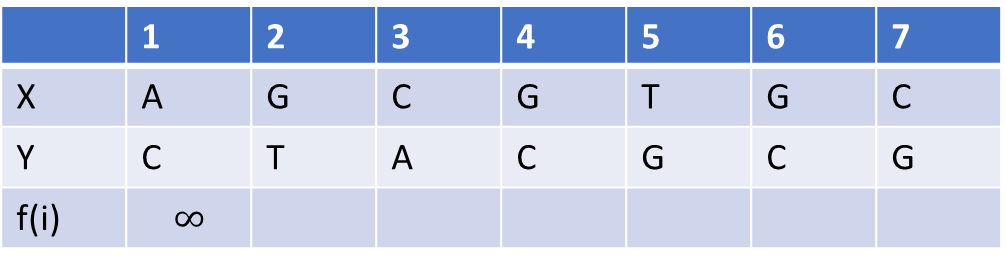 1 2 3 4 5 6 7
X A G C G T G C
Y C T A C G C G
f(i) ∞